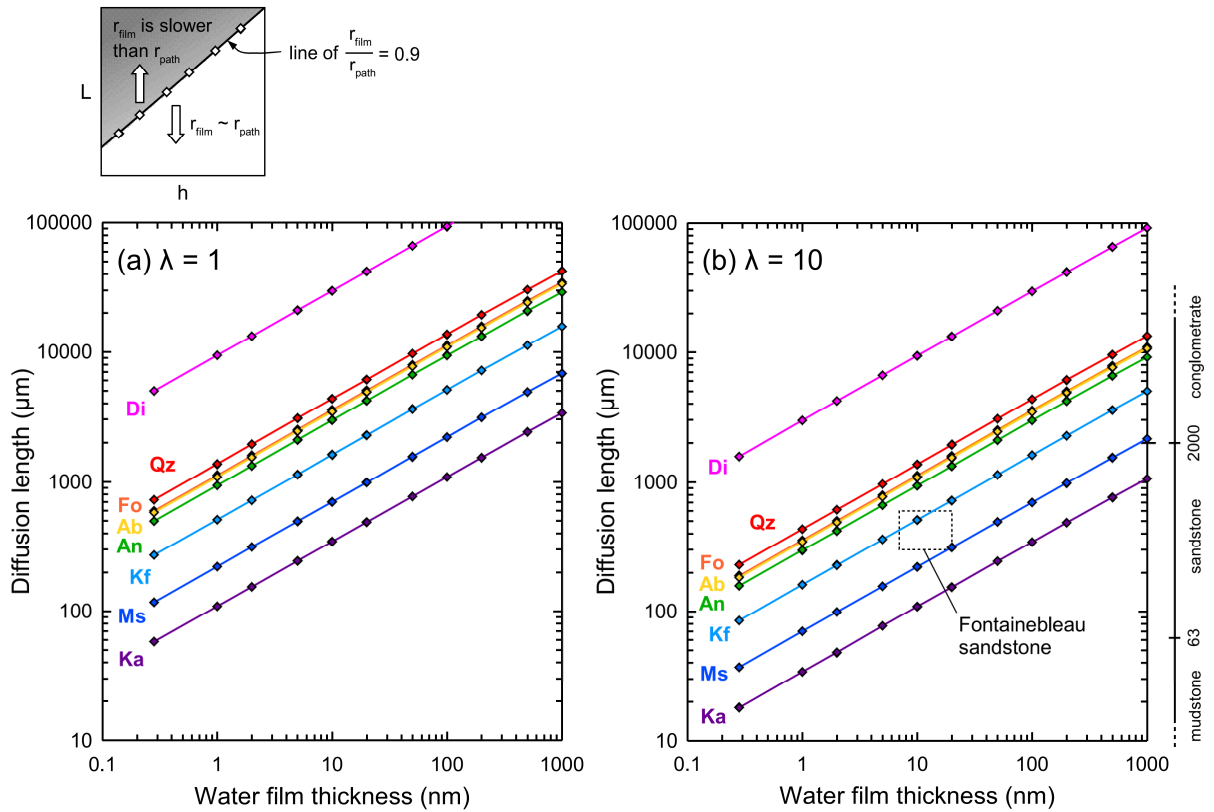 r_film is slower
than r_path
line of r_film / r_path = 0.9
L
r_film ~ r_path
h
(a) λ = 1
100000
10000
1000
100
10
Diffusion length (µm)
Di
Qz
Fo
Ab
An
Kf
Ms
Ka
0.1
1
10
100
1000
Water film thickness (nm)
(b) λ = 10
100000
10000
1000
100
10
Diffusion length (µm)
Di
Qz
Fo
Ab
An
Kf
Ms
Ka
Fontainebleau
sandstone
0.1
1
10
100
1000
Water film thickness (nm)
conglometrate
2000
sandstone
63
mudstone